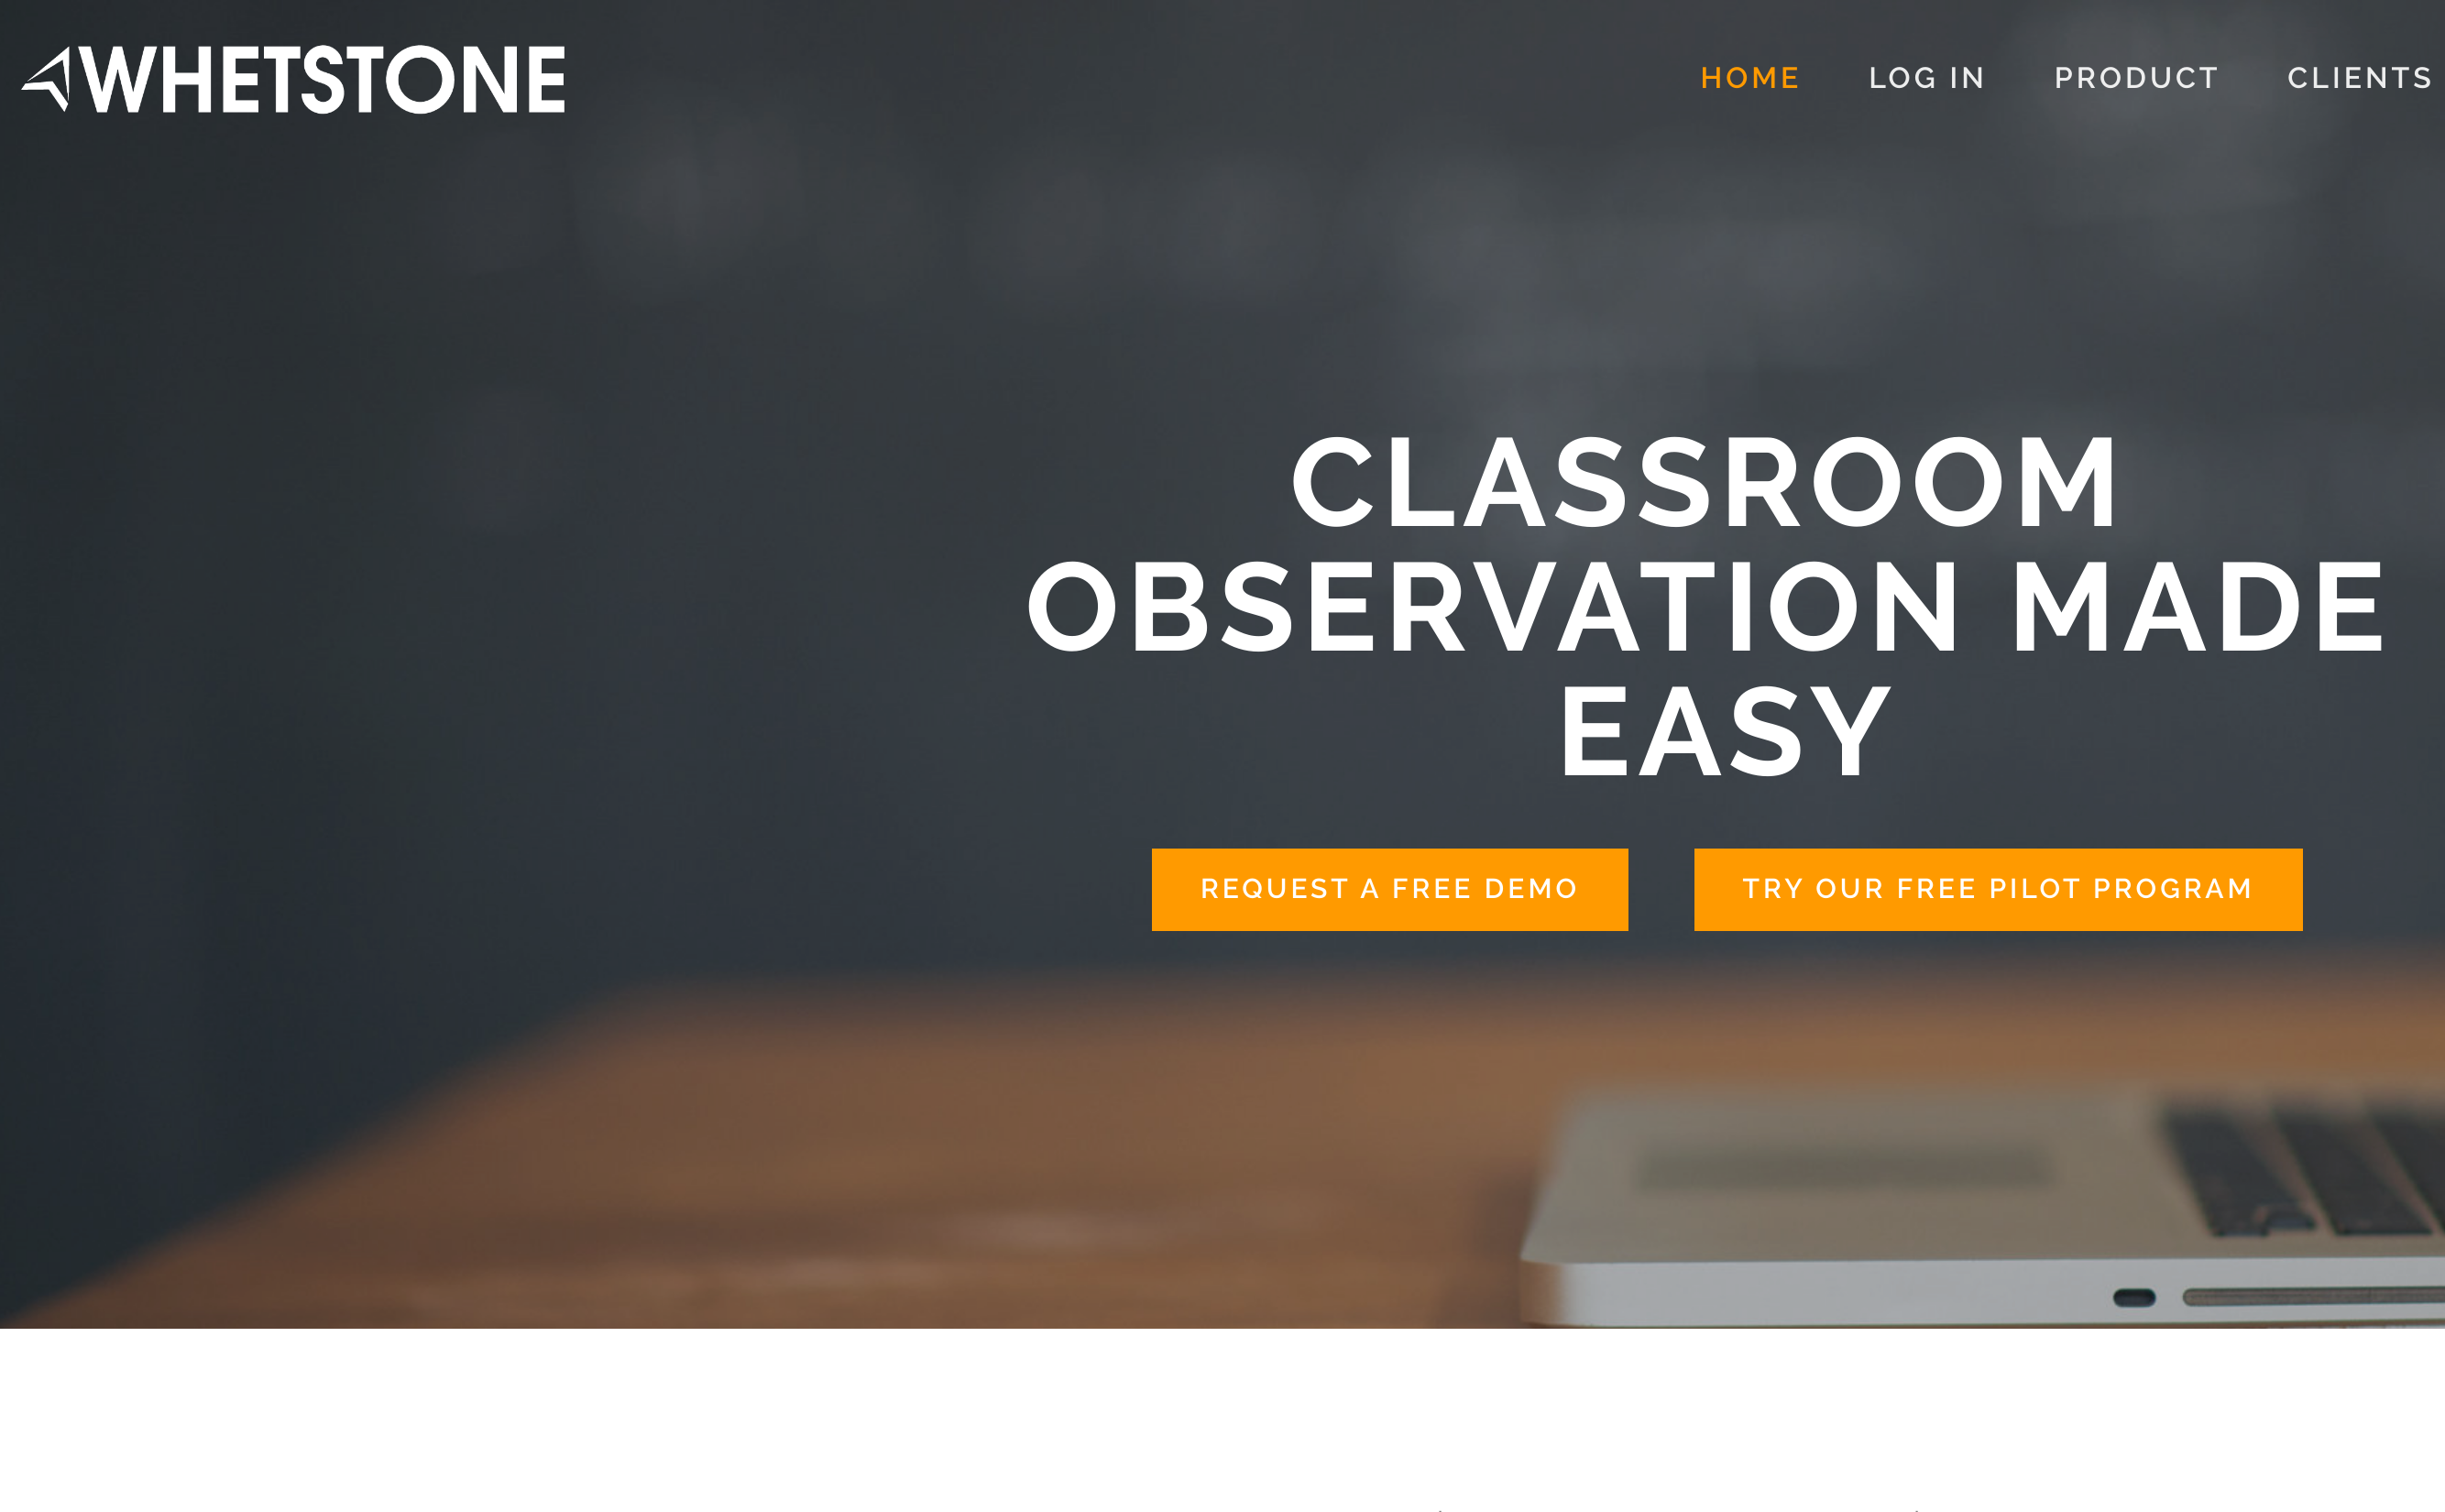 WHETSTONE
HOME LOG IN PRODUCT CLIENTS
CLASSROOM
OBSERVATION MADE
EASY
REQUEST A FREE DEMO TRY OUR FREE PILOT PROGRAM